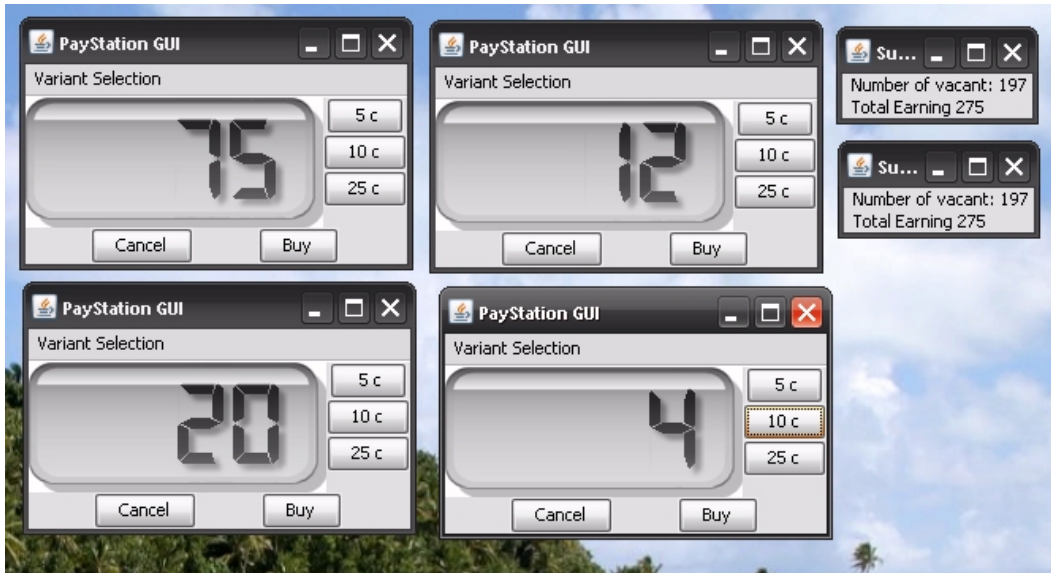 PayStation GUI
Variant Selection
75
5 c
10 c
25 c
Cancel Buy
PayStation GUI
Variant Selection
12
5 c
10 c
25 c
Cancel Buy
Su...
Number of vacant: 197
Total Earning 275
Su...
Number of vacant: 197
Total Earning 275
PayStation GUI
Variant Selection
20
5 c
10 c
25 c
Cancel Buy
PayStation GUI
Variant Selection
4
5 c
10 c
25 c
Cancel Buy